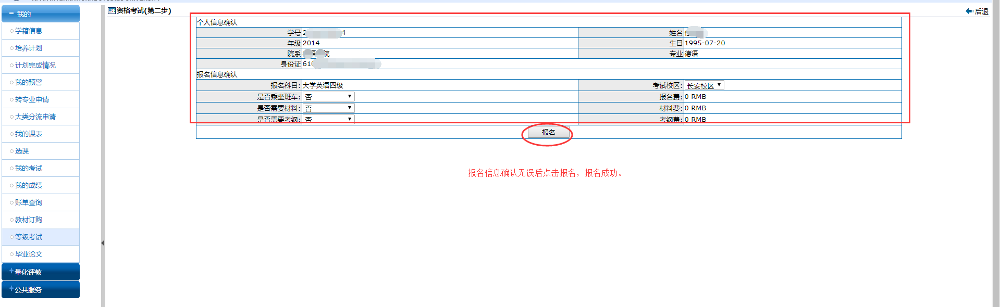 我的
学籍信息
培养计划
计划完成情况
我的预警
转专业申请
大类分流申请
我的课表
选课
我的考试
我的成绩
账单查询
教材订购
等级考试
毕业论文
量化评教
公共服务
资格考试(第二步)
后退
个人信息确认
学号 2 4 姓名
年级 2014 生日 1995-07-20
院系 语 院 专业 德语
身份证 61
报名信息确认
报名科目: 大学英语四级 考试校区: 长安校区
是否乘坐班车: 否 报名费: 0 RMB
是否需要材料: 否 材料费: 0 RMB
是否需要考纲: 否 考纲费: 0 RMB
报名
报名信息确认无误后点击报名，报名成功。